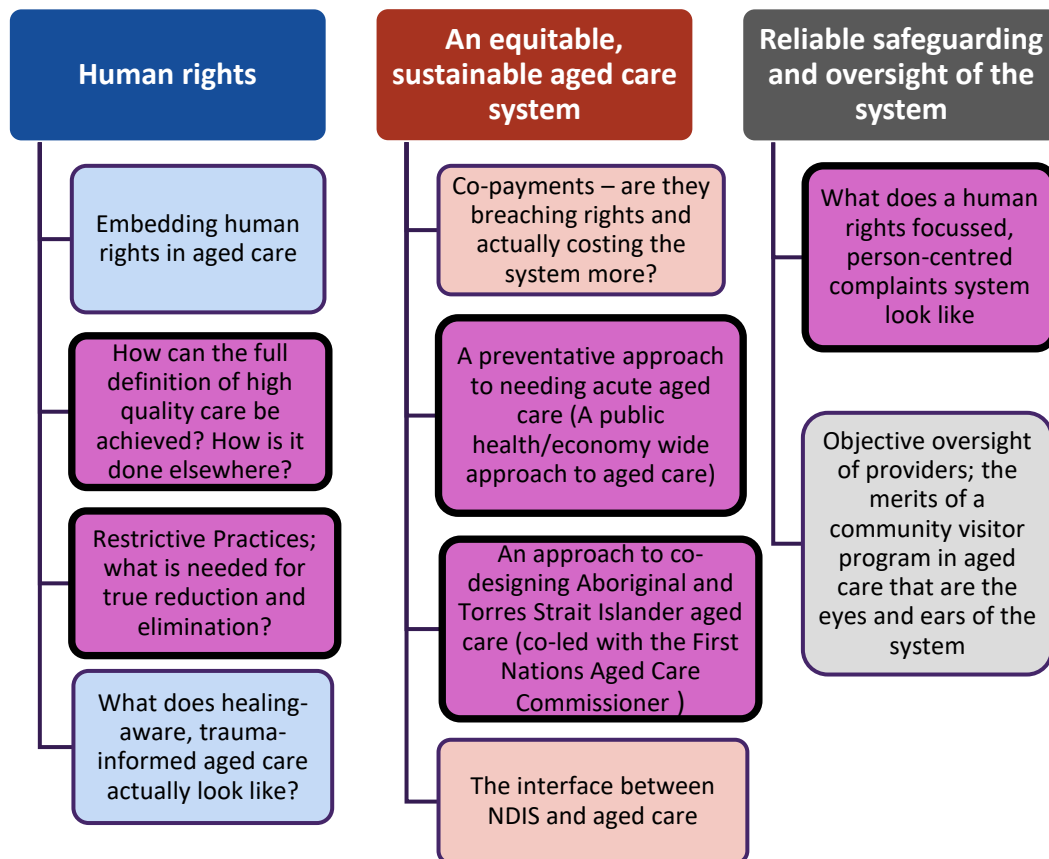 Human rights
Embedding human
rights in aged care
How can the full
definition of high
quality care be
achieved? How is it
done elsewhere?
Restrictive Practices;
what is needed for
true reduction and
elimination?
What does healing-
aware, trauma-
informed aged care
actually look like?
An equitable,
sustainable aged care
system
Co-payments – are they
breaching rights and
actually costing the
system more?
A preventative approach
to needing acute aged
care (A public
health/economy wide
approach to aged care)
An approach to co-
designing Aboriginal and
Torres Strait Islander aged
care (co-led with the First
Nations Aged Care
Commissioner )
The interface between
NDIS and aged care
Reliable safeguarding
and oversight of the
system
What does a human
rights focussed,
person-centred
complaints system
look like
Objective oversight
of providers; the
merits of a
community visitor
program in aged
care that are the
eyes and ears of the
system